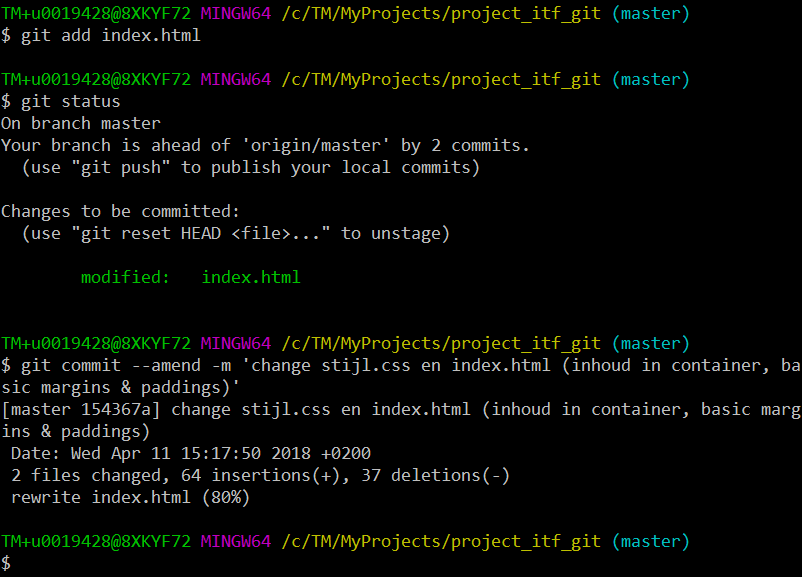 TM+u0019428@8XKYF72 MINGW64 /c/TM/MyProjects/project_itf_git (master)
$ git add index.html
TM+u0019428@8XKYF72 MINGW64 /c/TM/MyProjects/project_itf_git (master)
$ git status
On branch master
Your branch is ahead of 'origin/master' by 2 commits.
  (use "git push" to publish your local commits)
Changes to be committed:
  (use "git reset HEAD <file>..." to unstage)
        modified:   index.html
TM+u0019428@8XKYF72 MINGW64 /c/TM/MyProjects/project_itf_git (master)
$ git commit --amend -m 'change stijl.css en index.html (inhoud in container, ba
sic margins & paddings)'
[master 154367a] change stijl.css en index.html (inhoud in container, basic marg
ins & paddings)
 Date: Wed Apr 11 15:17:50 2018 +0200
 2 files changed, 64 insertions(+), 37 deletions(-)
 rewrite index.html (80%)
TM+u0019428@8XKYF72 MINGW64 /c/TM/MyProjects/project_itf_git (master)
$